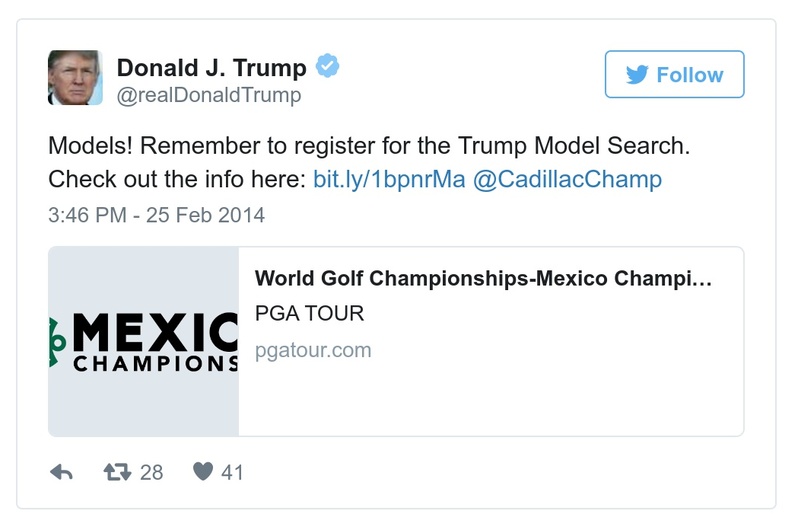 Donald J. Trump
@realDonaldTrump
Follow
Models! Remember to register for the Trump Model Search.
Check out the info here: bit.ly/1bpnrMa @CadillacChamp
3:46 PM - 25 Feb 2014
World Golf Championships-Mexico Champi...
PGA TOUR
pgatour.com
MEXIC
CHAMPIONS
28
41